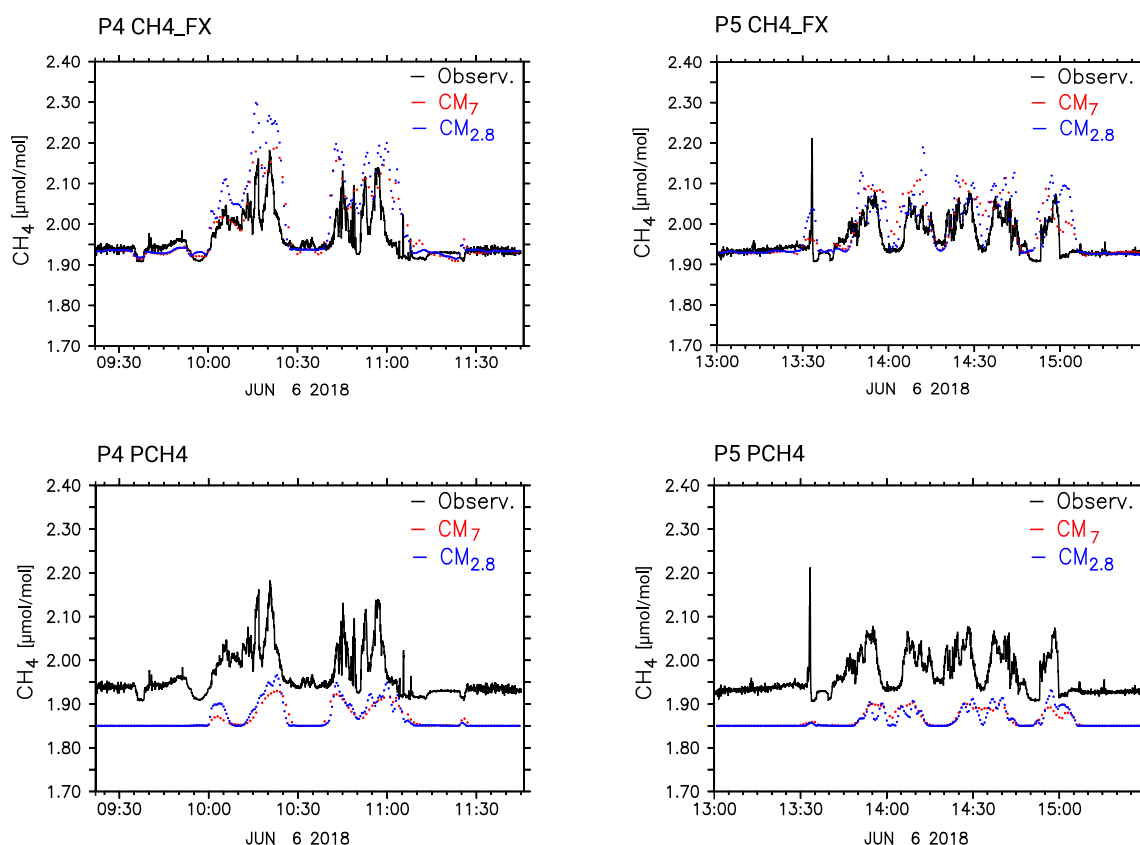 P4 CH4_FX
P5 CH4_FX
2.40
2.30
2.20
2.10
2.00
1.90
1.80
1.70
CH4 [µmol/mol]
Observ.
CM7
CM2.8
09:30 10:00 10:30 11:00 11:30
JUN 6 2018
2.40
2.30
2.20
2.10
2.00
1.90
1.80
1.70
CH4 [µmol/mol]
Observ.
CM7
CM2.8
13:00 13:30 14:00 14:30 15:00
JUN 6 2018
P4 PCH4
P5 PCH4
2.40
2.30
2.20
2.10
2.00
1.90
1.80
1.70
CH4 [µmol/mol]
Observ.
CM7
CM2.8
09:30 10:00 10:30 11:00 11:30
JUN 6 2018
2.40
2.30
2.20
2.10
2.00
1.90
1.80
1.70
CH4 [µmol/mol]
Observ.
CM7
CM2.8
13:00 13:30 14:00 14:30 15:00
JUN 6 2018